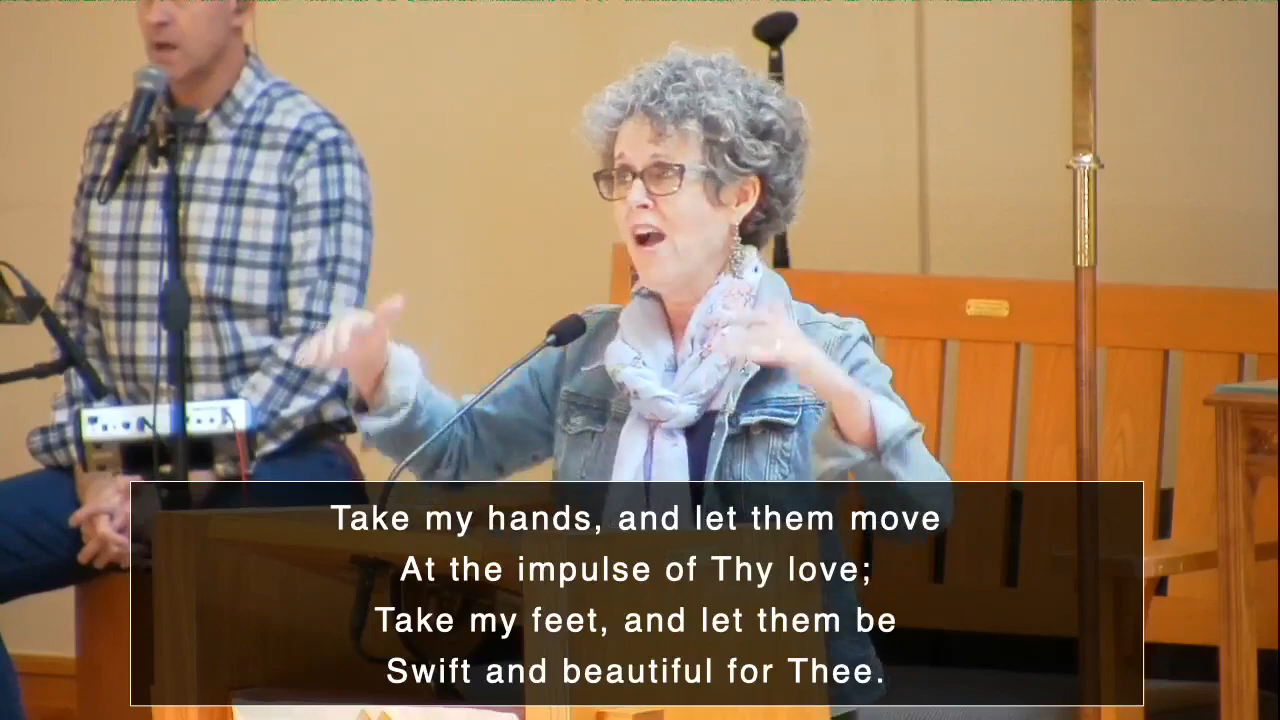 Take my hands, and let them move
At the impulse of Thy love;
Take my feet, and let them be
Swift and beautiful for Thee.